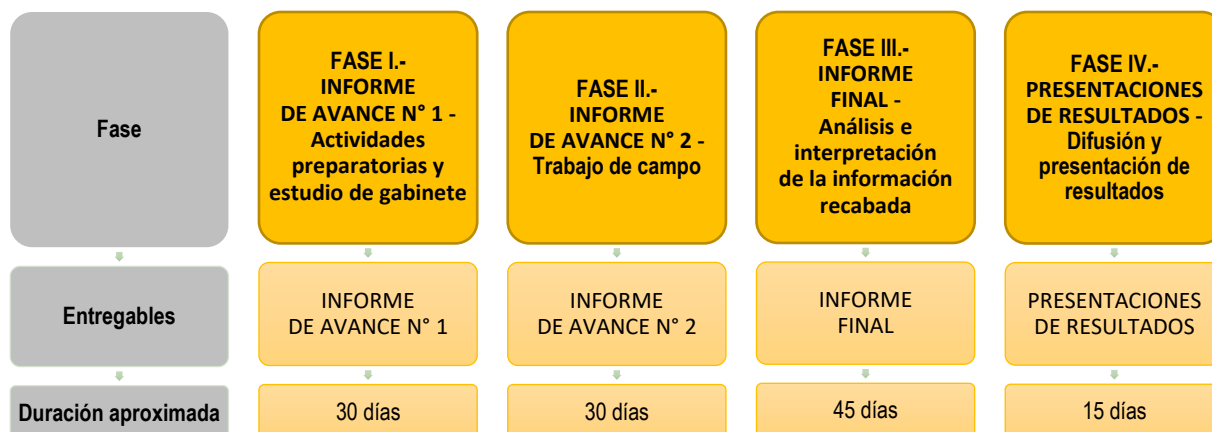 Fase
FASE I.-
INFORME
DE AVANCE N° 1 -
Actividades
preparatorias y
estudio de gabinete
FASE II.-
INFORME
DE AVANCE N° 2 -
Trabajo de campo
FASE III.-
INFORME
FINAL -
Análisis e
interpretación
de la información
recabada
FASE IV.-
PRESENTACIONES
DE RESULTADOS -
Difusión y
presentación de
resultados
Entregables
INFORME
DE AVANCE N° 1
INFORME
DE AVANCE N° 2
INFORME
FINAL
PRESENTACIONES
DE RESULTADOS
Duración aproximada
30 días
30 días
45 días
15 días